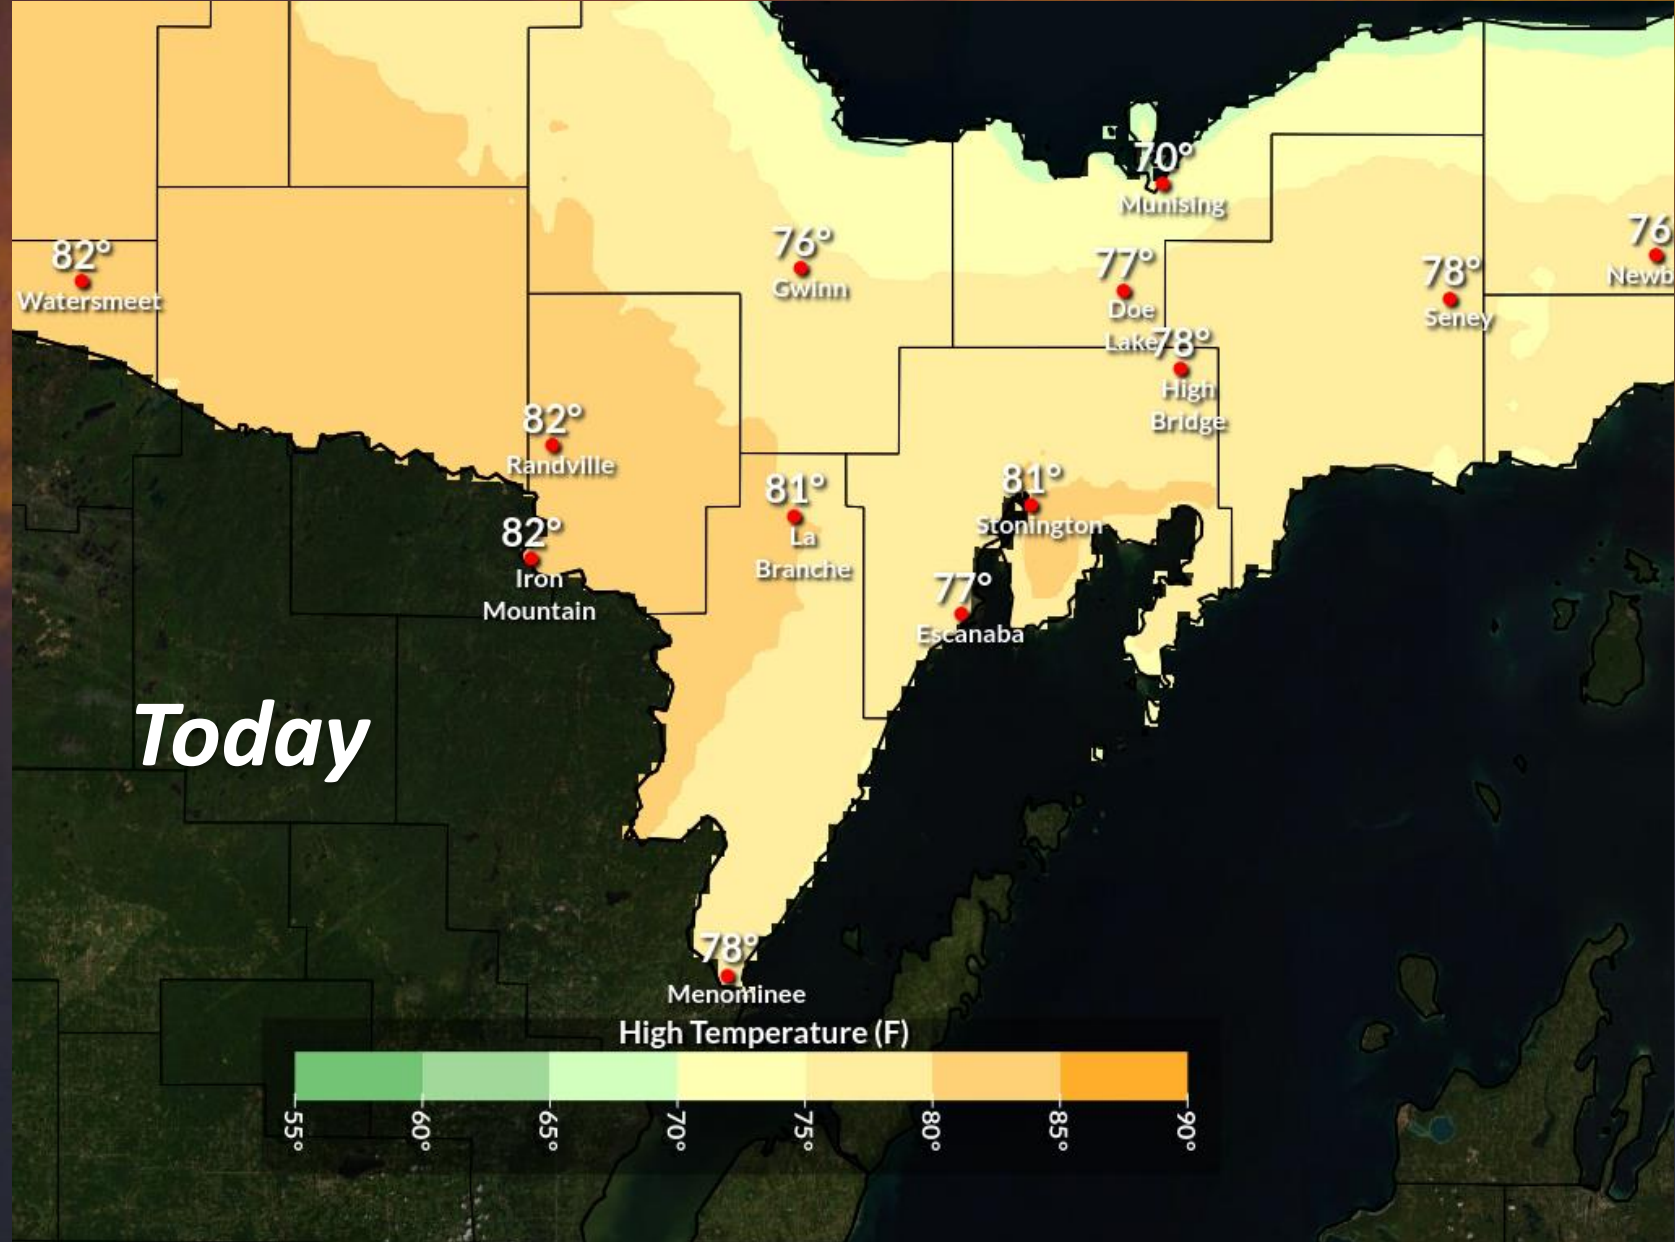 70°
Munising
76
Newb
76°
Gwinn
82°
Watersmeet
77°
Doe
Lake
78°
Seney
78°
High
Bridge
82°
Randville
81°
La
Branche
81°
Stonington
82°
Iron
Mountain
77°
Escanaba
Today
78°
Menominee
High Temperature (F)
55° 60° 65° 70° 75° 80° 85° 90°